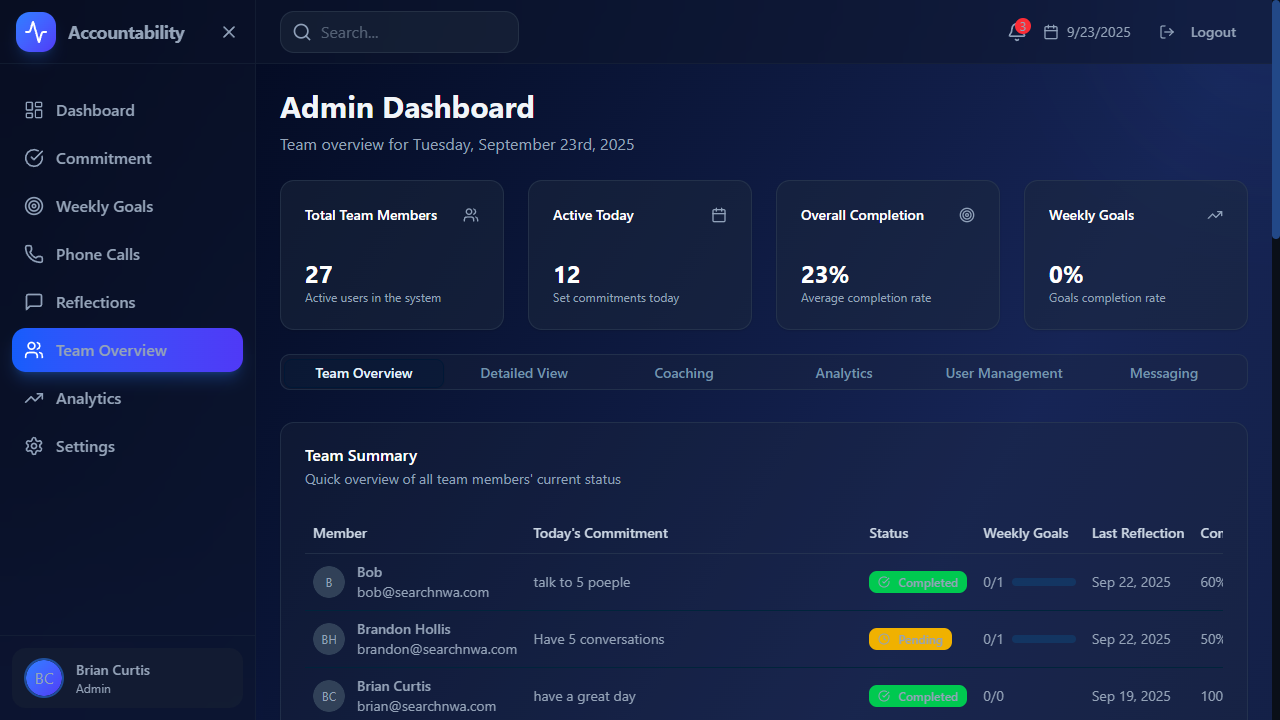 Accountability
Search...
3
9/23/2025
Logout
Dashboard
Commitment
Weekly Goals
Phone Calls
Reflections
Team Overview
Analytics
Settings
BC
Brian Curtis
Admin
Admin Dashboard
Team overview for Tuesday, September 23rd, 2025
Total Team Members
27
Active users in the system
Active Today
12
Set commitments today
Overall Completion
23%
Average completion rate
Weekly Goals
0%
Goals completion rate
Team Overview Detailed View Coaching Analytics User Management Messaging
Team Summary
Quick overview of all team members' current status
Member Today's Commitment Status Weekly Goals Last Reflection
B Bob
bob@searchnwa.com talk to 5 poeple Completed 0/1 Sep 22, 2025 60%
BH Brandon Hollis
brandon@searchnwa.com Have 5 conversations Pending 0/1 Sep 22, 2025 50%
BC Brian Curtis
brian@searchnwa.com have a great day Completed 0/0 Sep 19, 2025 100